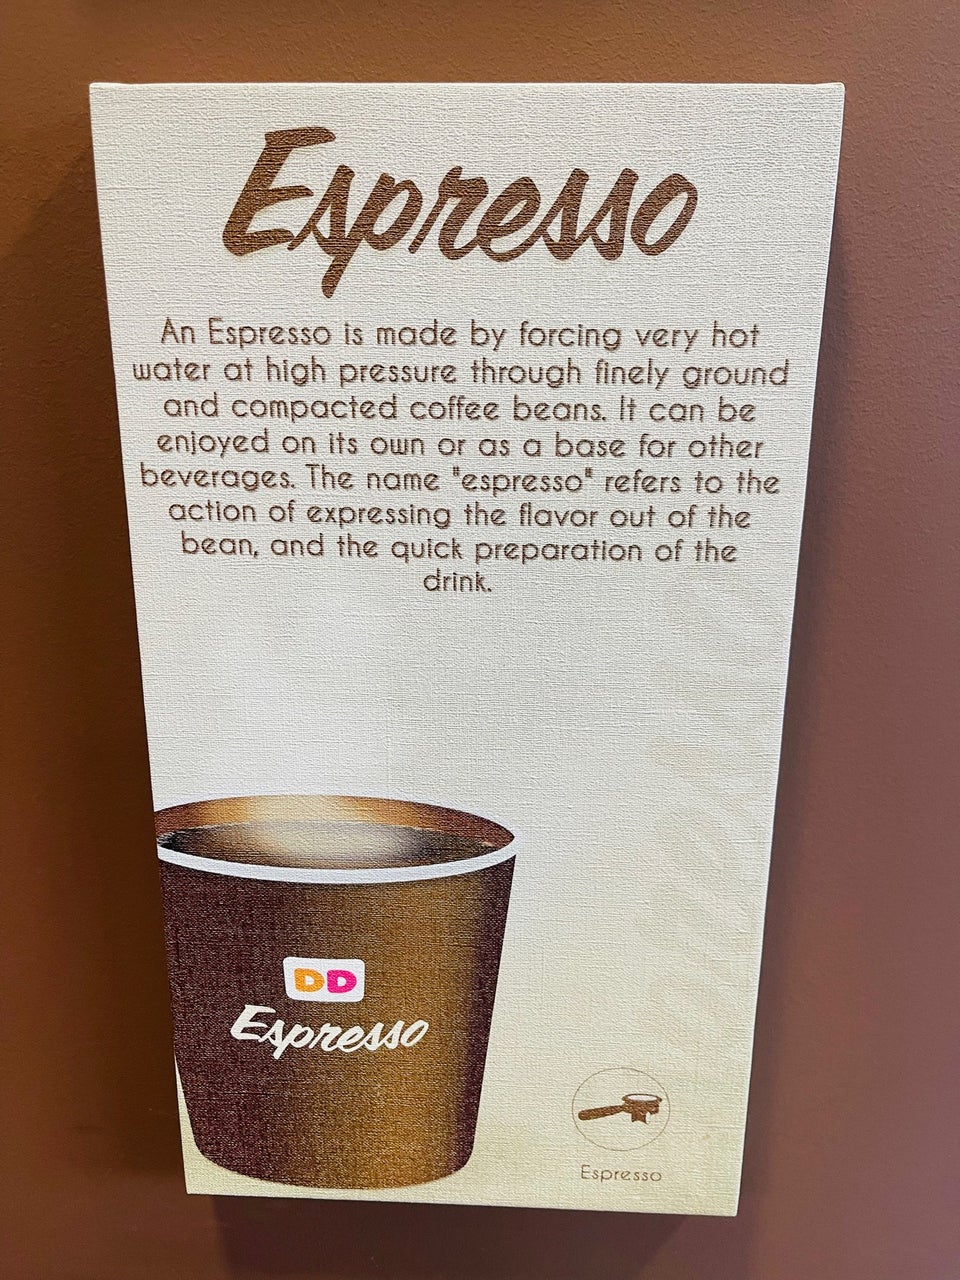 Espresso
An Espresso is made by forcing very hot
water at high pressure through finely ground
and compacted coffee beans. It can be
enjoyed on its own or as a base for other
beverages. The name "espresso" refers to the
action of expressing the flavor out of the
bean, and the quick preparation of the
drink.
DD
Espresso
Espresso